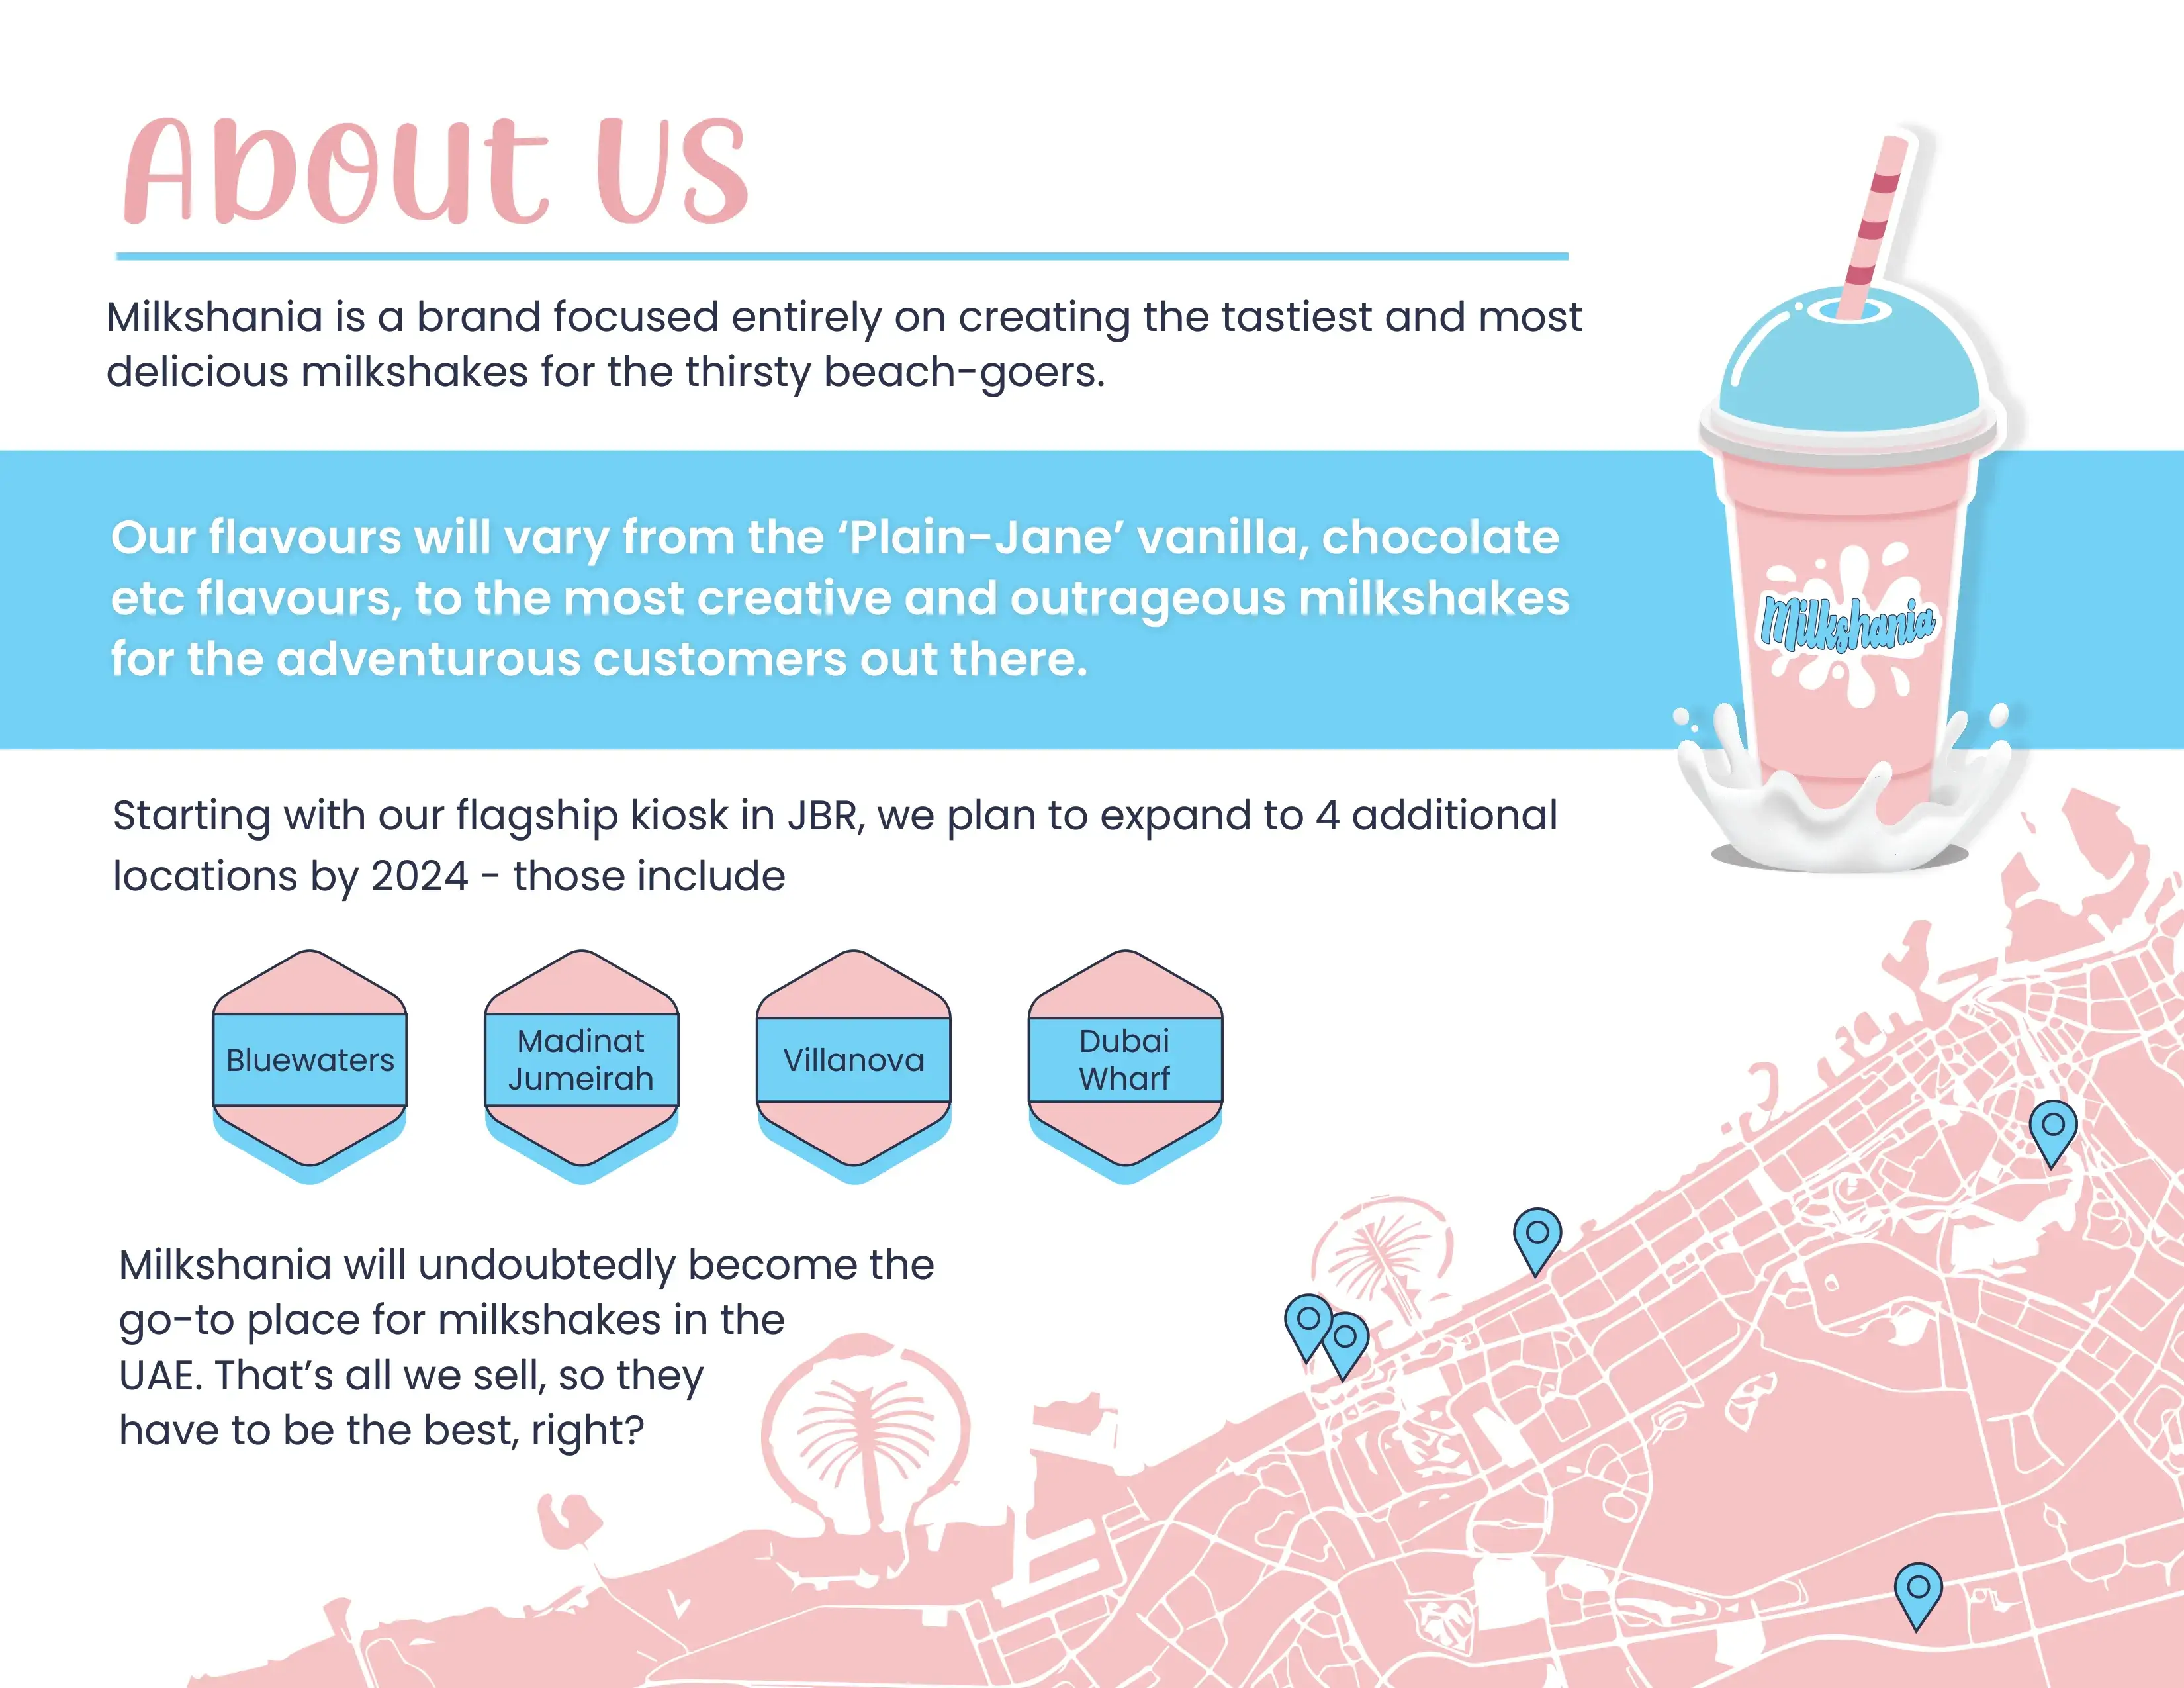 About Us
Milkshania is a brand focused entirely on creating the tastiest and most
delicious milkshakes for the thirsty beach-goers.
Our flavours will vary from the ‘Plain-Jane’ vanilla, chocolate
etc flavours, to the most creative and outrageous milkshakes
for the adventurous customers out there.
Milkshania
Starting with our flagship kiosk in JBR, we plan to expand to 4 additional
locations by 2024 - those include
Bluewaters
Madinat
Jumeirah
Villanova
Dubai
Wharf
Milkshania will undoubtedly become the
go-to place for milkshakes in the
UAE. That’s all we sell, so they
have to be the best, right?